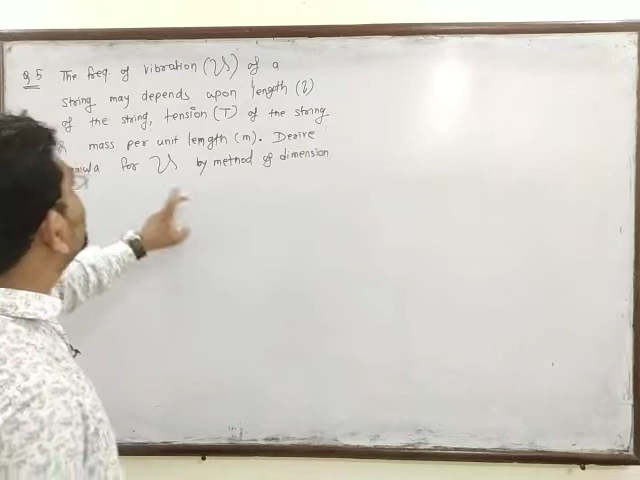 Q 5 The freq. of vibration (ν) of a
string may depends upon length (l)
of the string, tension (T) of the string
& mass per unit length (m). Derive
for ν by method of dimension